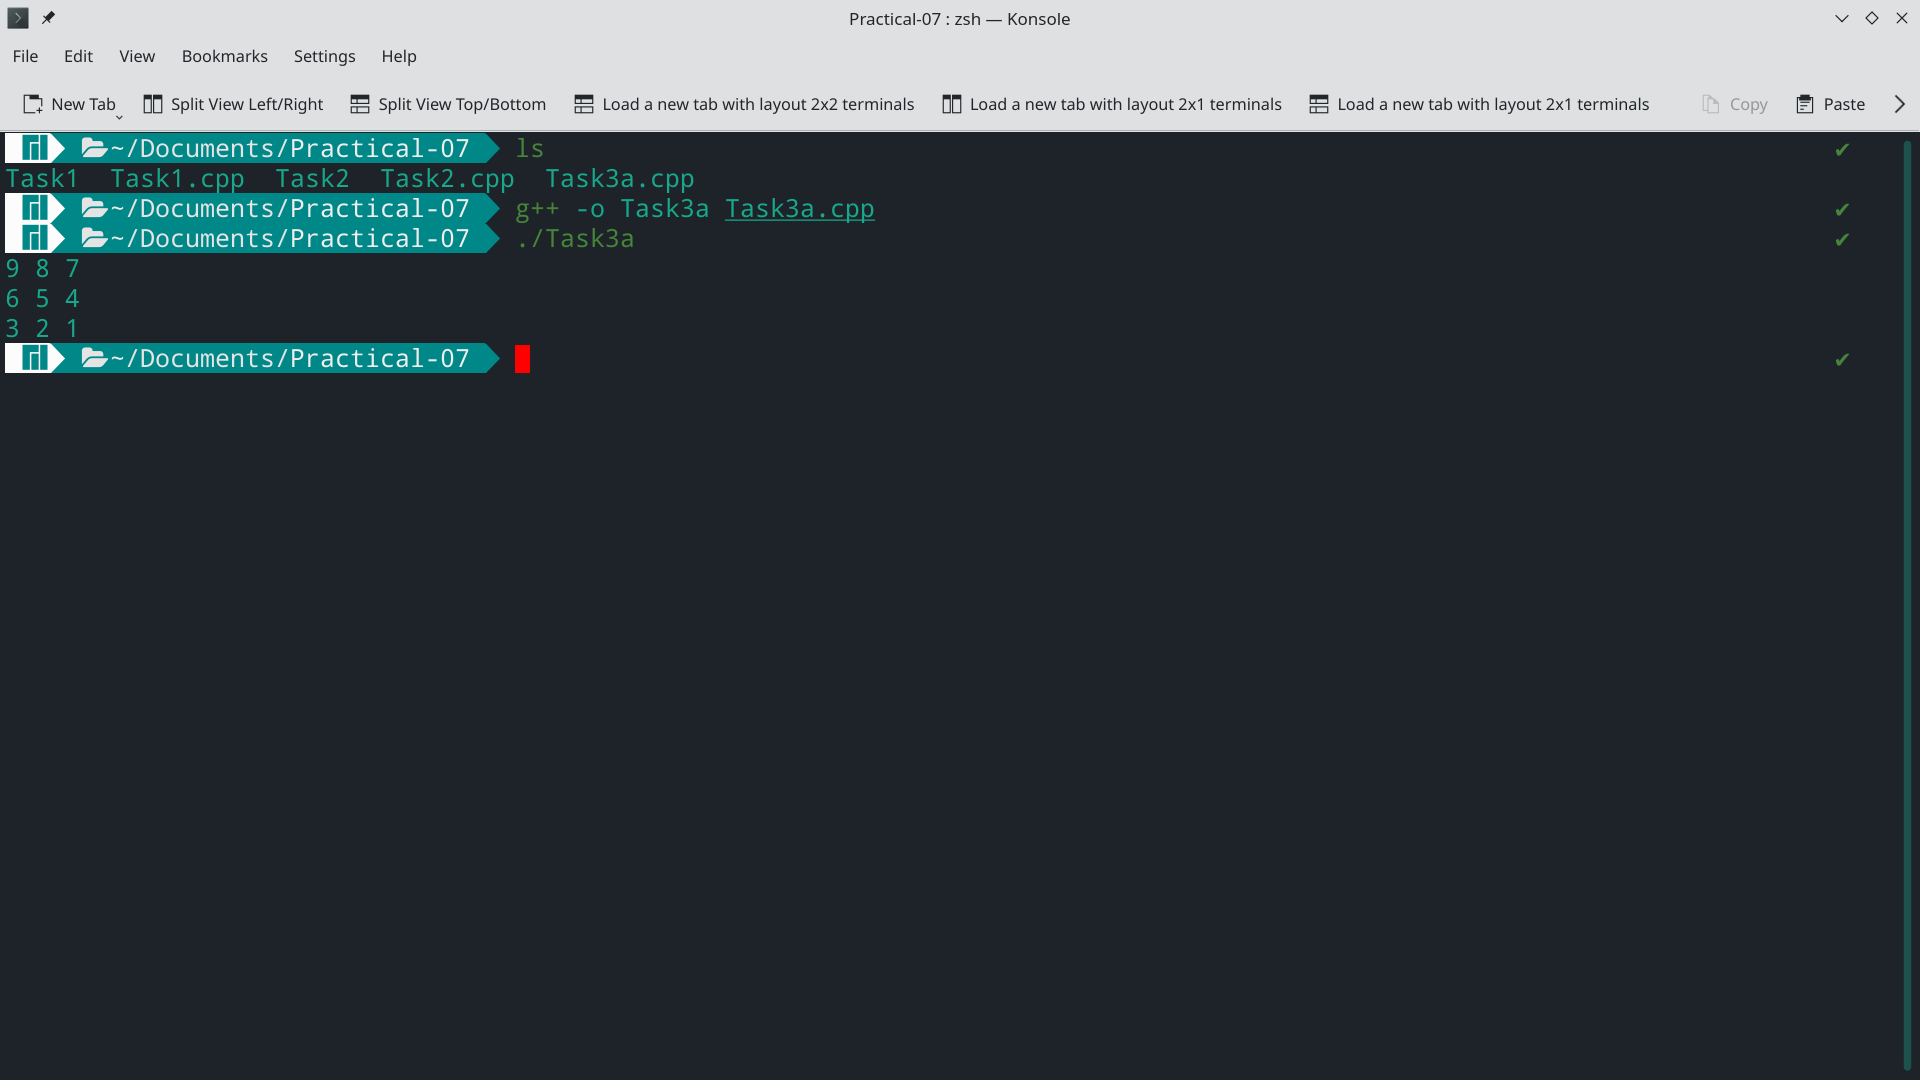 Practical-07 : zsh — Konsole
File Edit View Bookmarks Settings Help
New Tab Split View Left/Right Split View Top/Bottom Load a new tab with layout 2x2 terminals Load a new tab with layout 2x1 terminals Load a new tab with layout 2x1 terminals Copy Paste
~/Documents/Practical-07 ls ✔
Task1 Task1.cpp Task2 Task2.cpp Task3a.cpp
~/Documents/Practical-07 g++ -o Task3a Task3a.cpp ✔
~/Documents/Practical-07 ./Task3a ✔
9 8 7
6 5 4
3 2 1
~/Documents/Practical-07 ✔